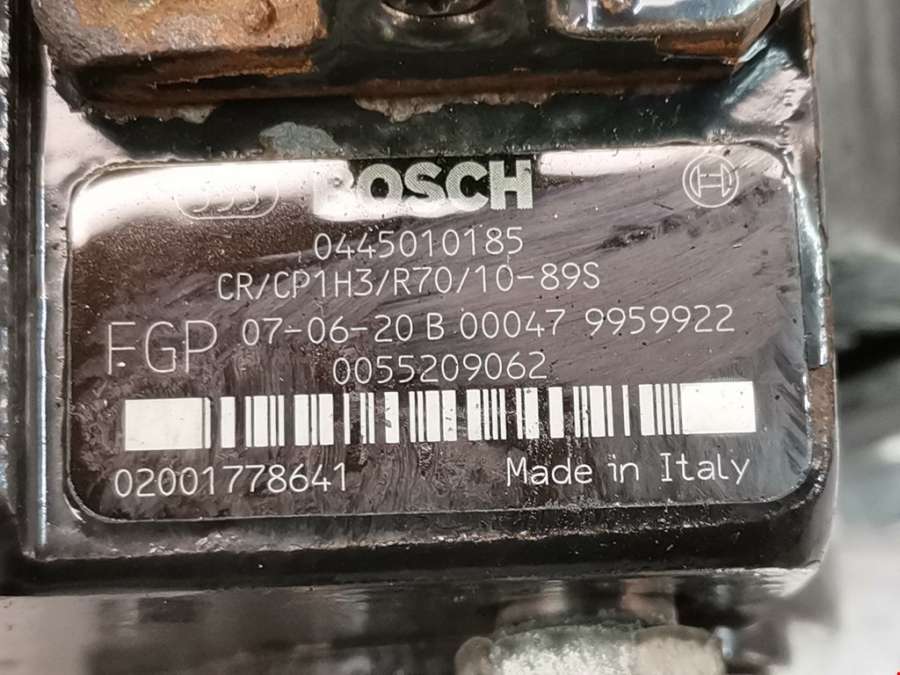 BOSCH
0445010185
CR/CP1H3/R70/10-89S
FGP 07-06-20 B 00047 9959922
0055209062
02001778641 Made in Italy